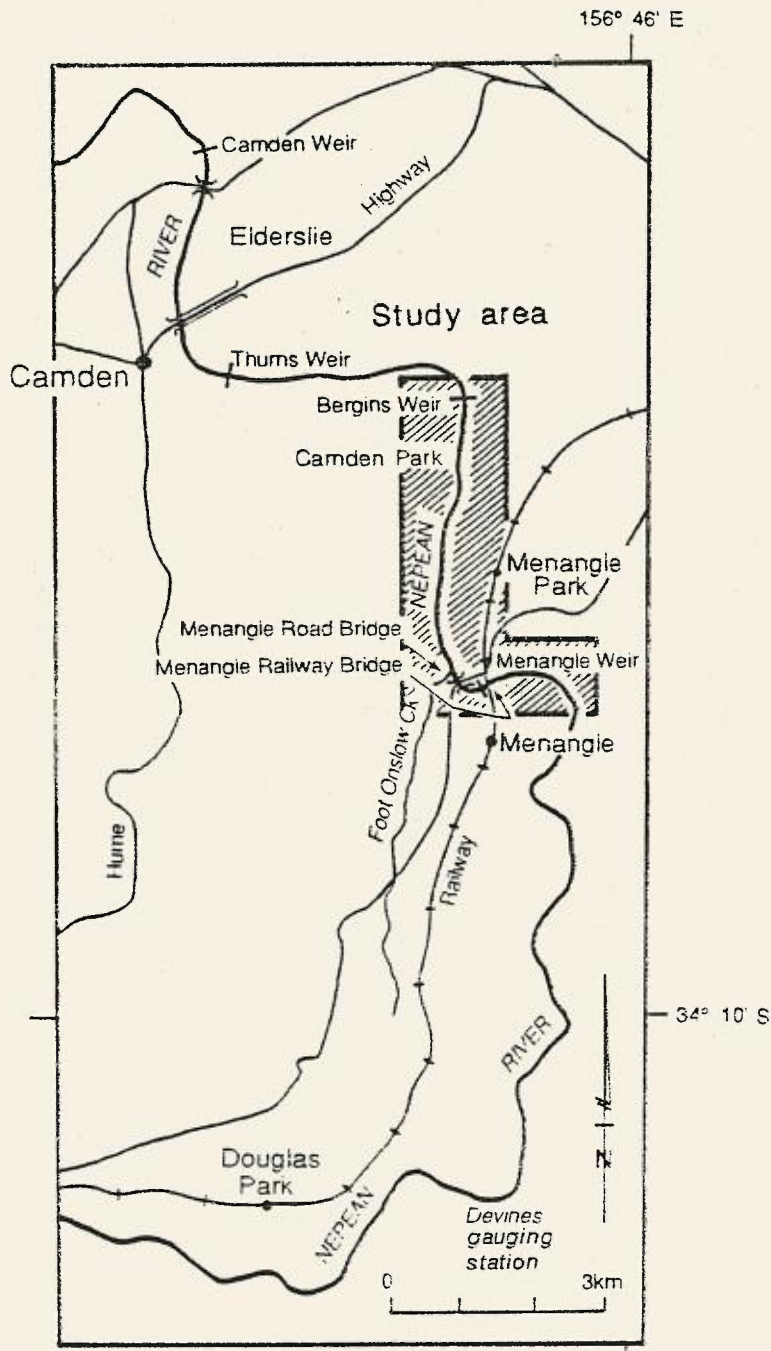 156° 46' E
Camden Weir
Highway
RIVER
Elderslie
Study area
Thurns Weir
Camden
Bergins Weir
Camden Park
NEPEAN
Menangle
Park
Menangle Road Bridge
Menangle Railway Bridge
Menangle Weir
Menangle
Foot Onslow Ck
Hume
Railway
34° 10' S
RIVER
N
Douglas
Park
NEPEAN
Devines
gauging
station
0
3km